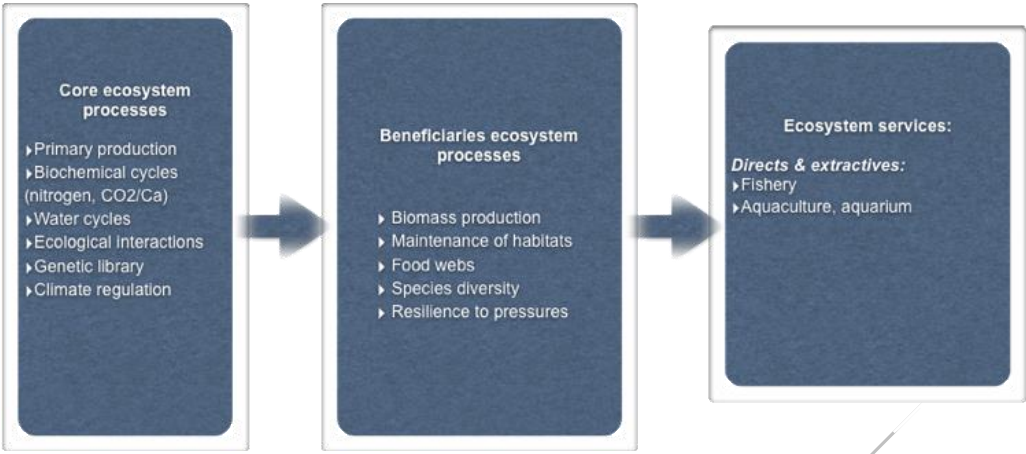 Core ecosystem
processes
▸Primary production
▸Biochemical cycles
(nitrogen, CO2/Ca)
▸Water cycles
▸Ecological interactions
▸Genetic library
▸Climate regulation
Beneficiaries ecosystem
processes
▸ Biomass production
▸ Maintenance of habitats
▸ Food webs
▸ Species diversity
▸ Resilience to pressures
Ecosystem services:
Directs & extractives:
▸Fishery
▸Aquaculture, aquarium